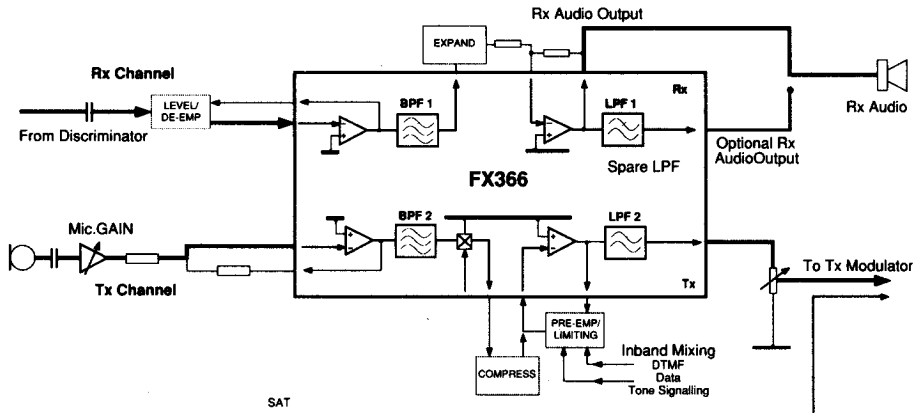 Rx Audio Output
EXPAND
Rx Channel
LEVEL/
DE-EMP
From Discriminator
BPF 1
Rx
LPF 1
Rx Audio
Optional Rx
AudioOutput
Spare LPF
FX366
Mic.GAIN
BPF 2
LPF 2
Tx Channel
Tx
To Tx Modulator
PRE-EMP/
LIMITING
Inband Mixing
DTMF
Data
Tone Signalling
COMPRESS
SAT